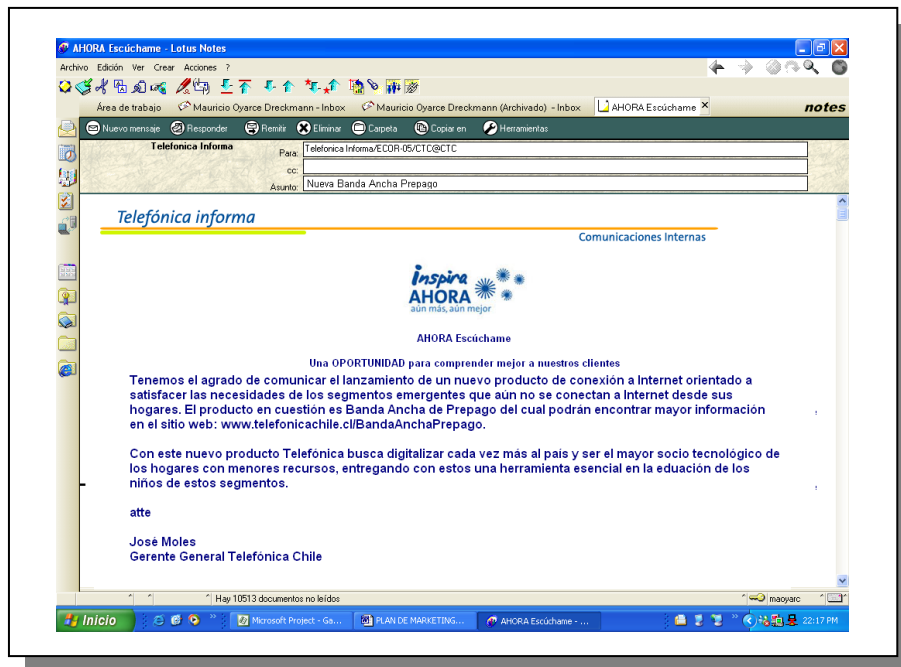 AHORA Escúchame - Lotus Notes
Archivo Edición Ver Crear Acciones ?
Área de trabajo Mauricio Oyarce Dreckmann - Inbox Mauricio Oyarce Dreckmann (Archivado) - Inbox AHORA Escúchame notes
Nuevo mensaje Responder Remitir Eliminar Carpeta Copiar en Herramientas
Telefonica Informa
Para: Telefonica Informa/ECOR-05/CTC@CTC
cc:
Asunto: Nueva Banda Ancha Prepago
Telefónica informa
Comunicaciones Internas
inspira
AHORA
aún más, aún mejor
AHORA Escúchame
Una OPORTUNIDAD para comprender mejor a nuestros clientes
Tenemos el agrado de comunicar el lanzamiento de un nuevo producto de conexión a Internet orientado a
satisfacer las necesidades de los segmentos emergentes que aún no se conectan a Internet desde sus
hogares. El producto en cuestión es Banda Ancha de Prepago del cual podrán encontrar mayor información
en el sitio web: www.telefonicachile.cl/BandaAnchaPrepago.
Con este nuevo producto Telefónica busca digitalizar cada vez más al país y ser el mayor socio tecnológico de
los hogares con menores recursos, entregando con estos una herramienta esencial en la eduación de los
niños de estos segmentos.
atte
José Moles
Gerente General Telefónica Chile
Hay 10513 documentos no leídos
maoyarc
Inicio Microsoft Project - Ga... PLAN DE MARKETING... AHORA Escúchame - ... 22:17 PM